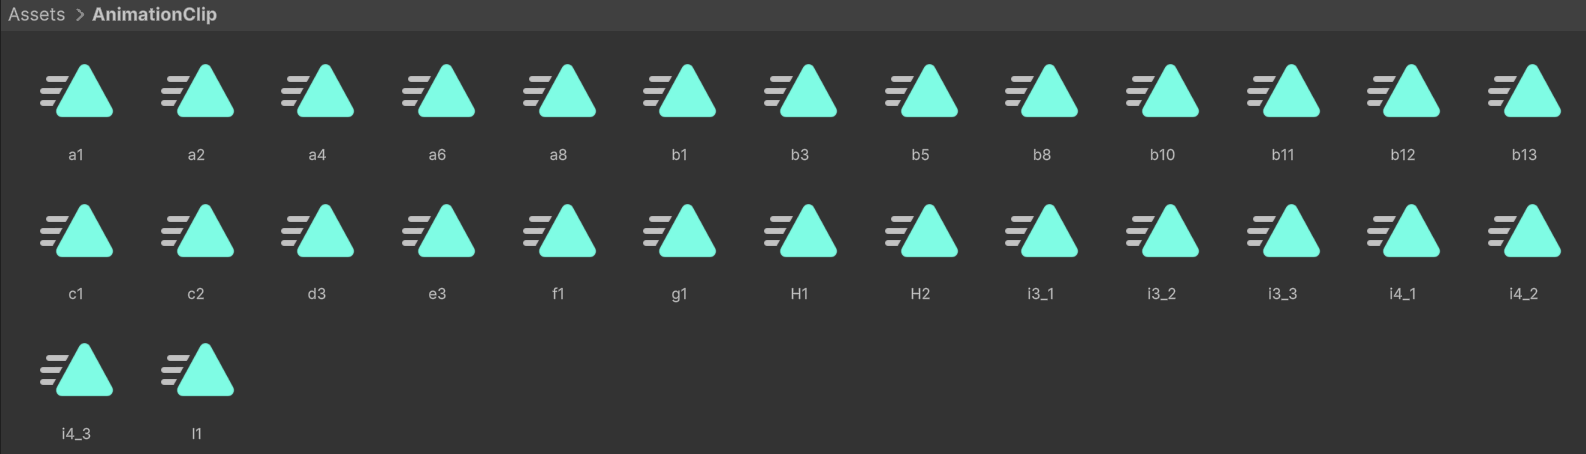 Assets > AnimationClip
a1 a2 a4 a6 a8 b1 b3 b5 b8 b10 b11 b12 b13
c1 c2 d3 e3 f1 g1 H1 H2 i3_1 i3_2 i3_3 i4_1 i4_2
i4_3 l1